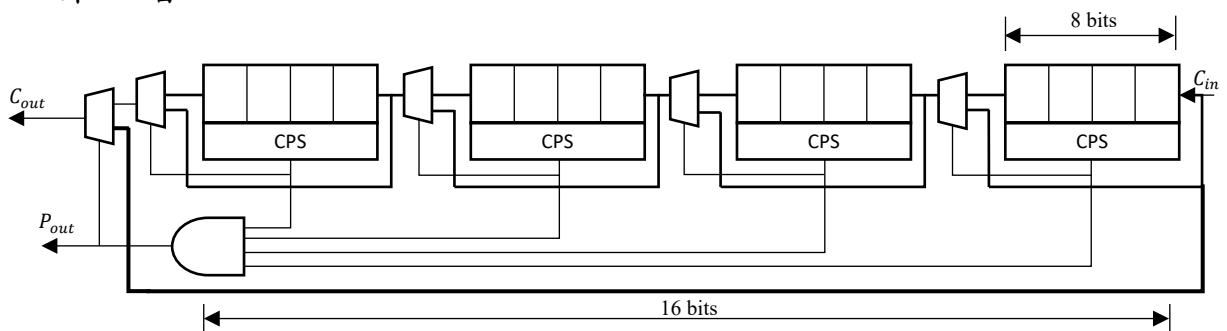 8 bits
C_out
C_in
CPS CPS CPS CPS
P_out
16 bits